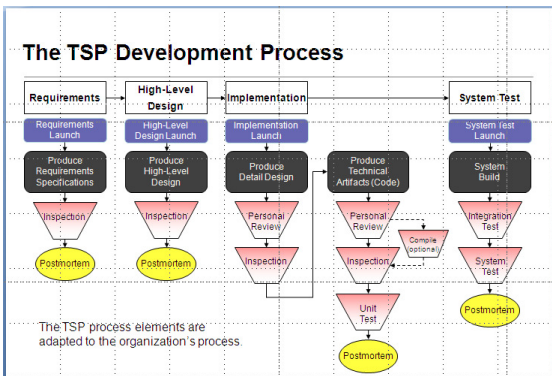 The TSP Development Process
Requirements
High-Level
Design
Implementation
System Test
Requirements
Launch
High-Level
Design Launch
Implementation
Launch
System Test
Launch
Produce
Requirements
Specifications
Produce
High-Level
Design
Produce
Detail Design
Produce
Technical
Artifacts (Code)
System
Build
Inspection
Inspection
Personal
Review
Personal
Review
Integration
Test
Compile
(optional)
Postmortem
Postmortem
Inspection
Inspection
System
Test
Unit
Test
Postmortem
Postmortem
The TSP process elements are
adapted to the organization's process.